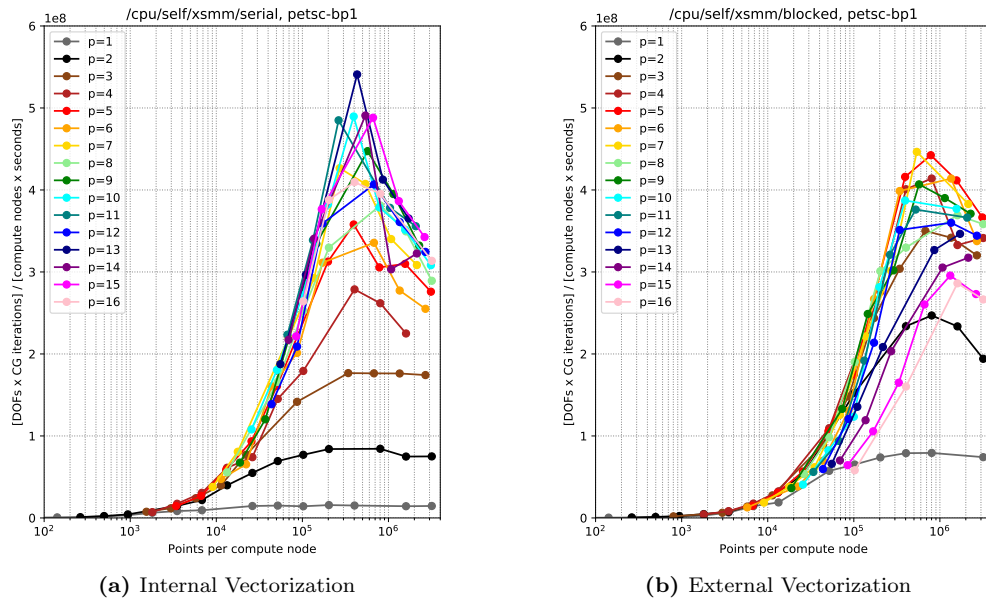 /cpu/self/xsmm/serial, petsc-bp1
1e8
[DOFs x CG iterations] / [compute nodes x seconds]
6
5
4
3
2
1
0
p=1
p=2
p=3
p=4
p=5
p=6
p=7
p=8
p=9
p=10
p=11
p=12
p=13
p=14
p=15
p=16
10² 10³ 10⁴ 10⁵ 10⁶
Points per compute node
(a) Internal Vectorization
/cpu/self/xsmm/blocked, petsc-bp1
1e8
[DOFs x CG iterations] / [compute nodes x seconds]
6
5
4
3
2
1
0
p=1
p=2
p=3
p=4
p=5
p=6
p=7
p=8
p=9
p=10
p=11
p=12
p=13
p=14
p=15
p=16
10² 10³ 10⁴ 10⁵ 10⁶
Points per compute node
(b) External Vectorization